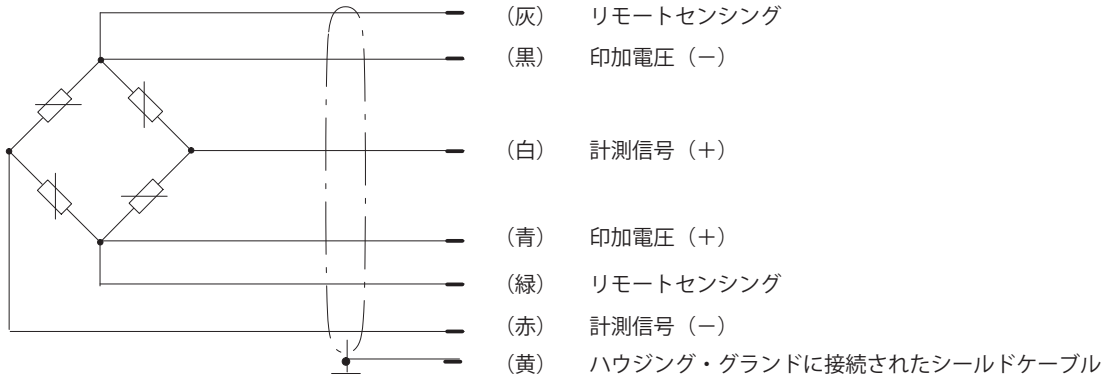 （灰） リモートセンシング
（黒） 印加電圧（－）
（白） 計測信号（＋）
（青） 印加電圧（＋）
（緑） リモートセンシング
（赤） 計測信号（－）
（黄） ハウジング・グランドに接続されたシールドケーブル